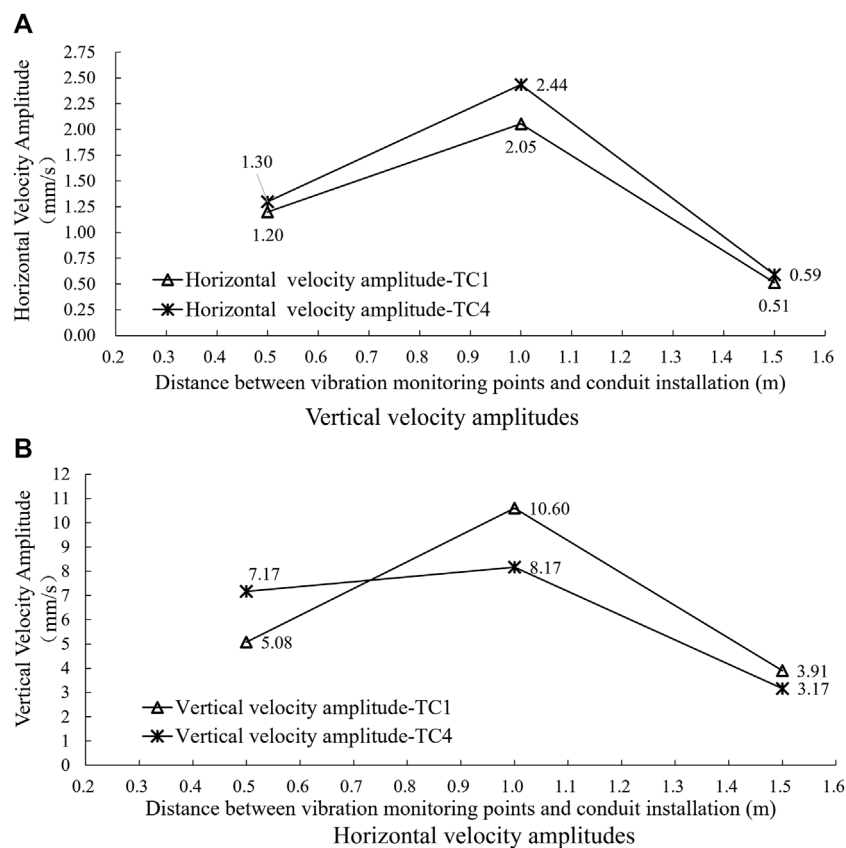 A
Horizontal Velocity Amplitude
（mm/s）
2.75
2.50
2.25
2.00
1.75
1.50
1.25
1.00
0.75
0.50
0.25
0.00
2.44
2.05
1.30
1.20
0.59
0.51
Horizontal velocity amplitude-TC1
Horizontal velocity amplitude-TC4
0.2 0.3 0.4 0.5 0.6 0.7 0.8 0.9 1.0 1.1 1.2 1.3 1.4 1.5 1.6
Distance between vibration monitoring points and conduit installation (m)
Vertical velocity amplitudes
B
Vertical Velocity Amplitude
（mm/s）
12
11
10
9
8
7
6
5
4
3
2
1
0
10.60
8.17
7.17
5.08
3.91
3.17
Vertical velocity amplitude-TC1
Vertical velocity amplitude-TC4
0.2 0.3 0.4 0.5 0.6 0.7 0.8 0.9 1.0 1.1 1.2 1.3 1.4 1.5 1.6
Distance between vibration monitoring points and conduit installation (m)
Horizontal velocity amplitudes